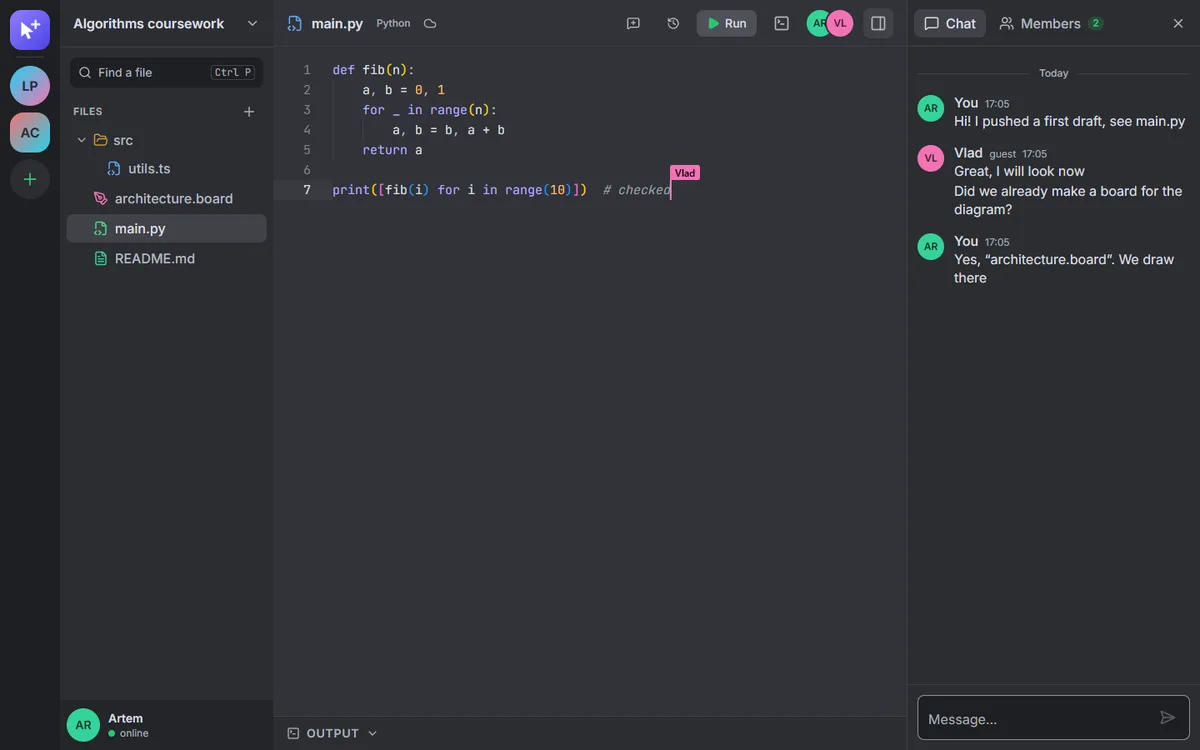 LP
AC
Algorithms coursework
Find a file
Ctrl P
FILES
src
utils.ts
architecture.board
main.py
README.md
AR
Artem
online
main.py
Python
Run
AR
VL
1 def fib(n):
2 a, b = 0, 1
3 for _ in range(n):
4 a, b = b, a + b
5 return a
6
Vlad
7 print([fib(i) for i in range(10)]) # checked
OUTPUT
Chat
Members
2
Today
AR
You 17:05
Hi! I pushed a first draft, see main.py
VL
Vlad guest 17:05
Great, I will look now
Did we already make a board for the
diagram?
AR
You 17:05
Yes, “architecture.board”. We draw
there
Message...